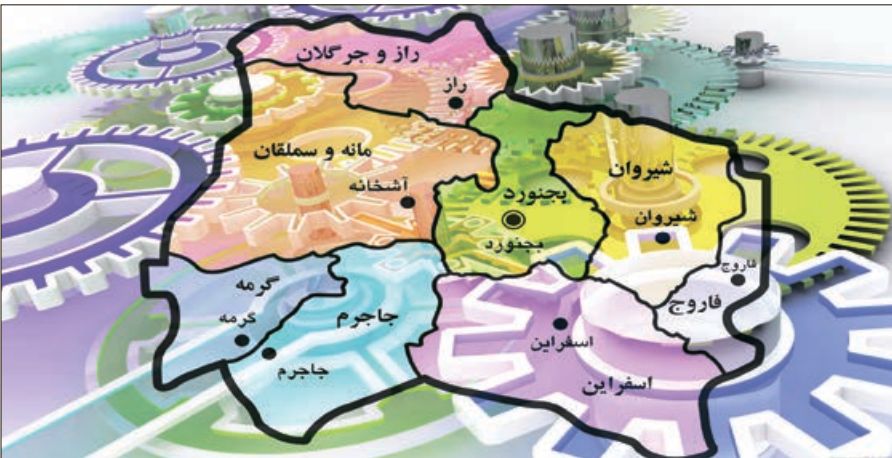 راز و جرگلان
راز
مانه و سملقان
آشخانه
شیروان
شیروان
بجنورد
بجنورد
فاروج
فاروج
گرمه
گرمه
جاجرم
جاجرم
اسفراین
اسفراین